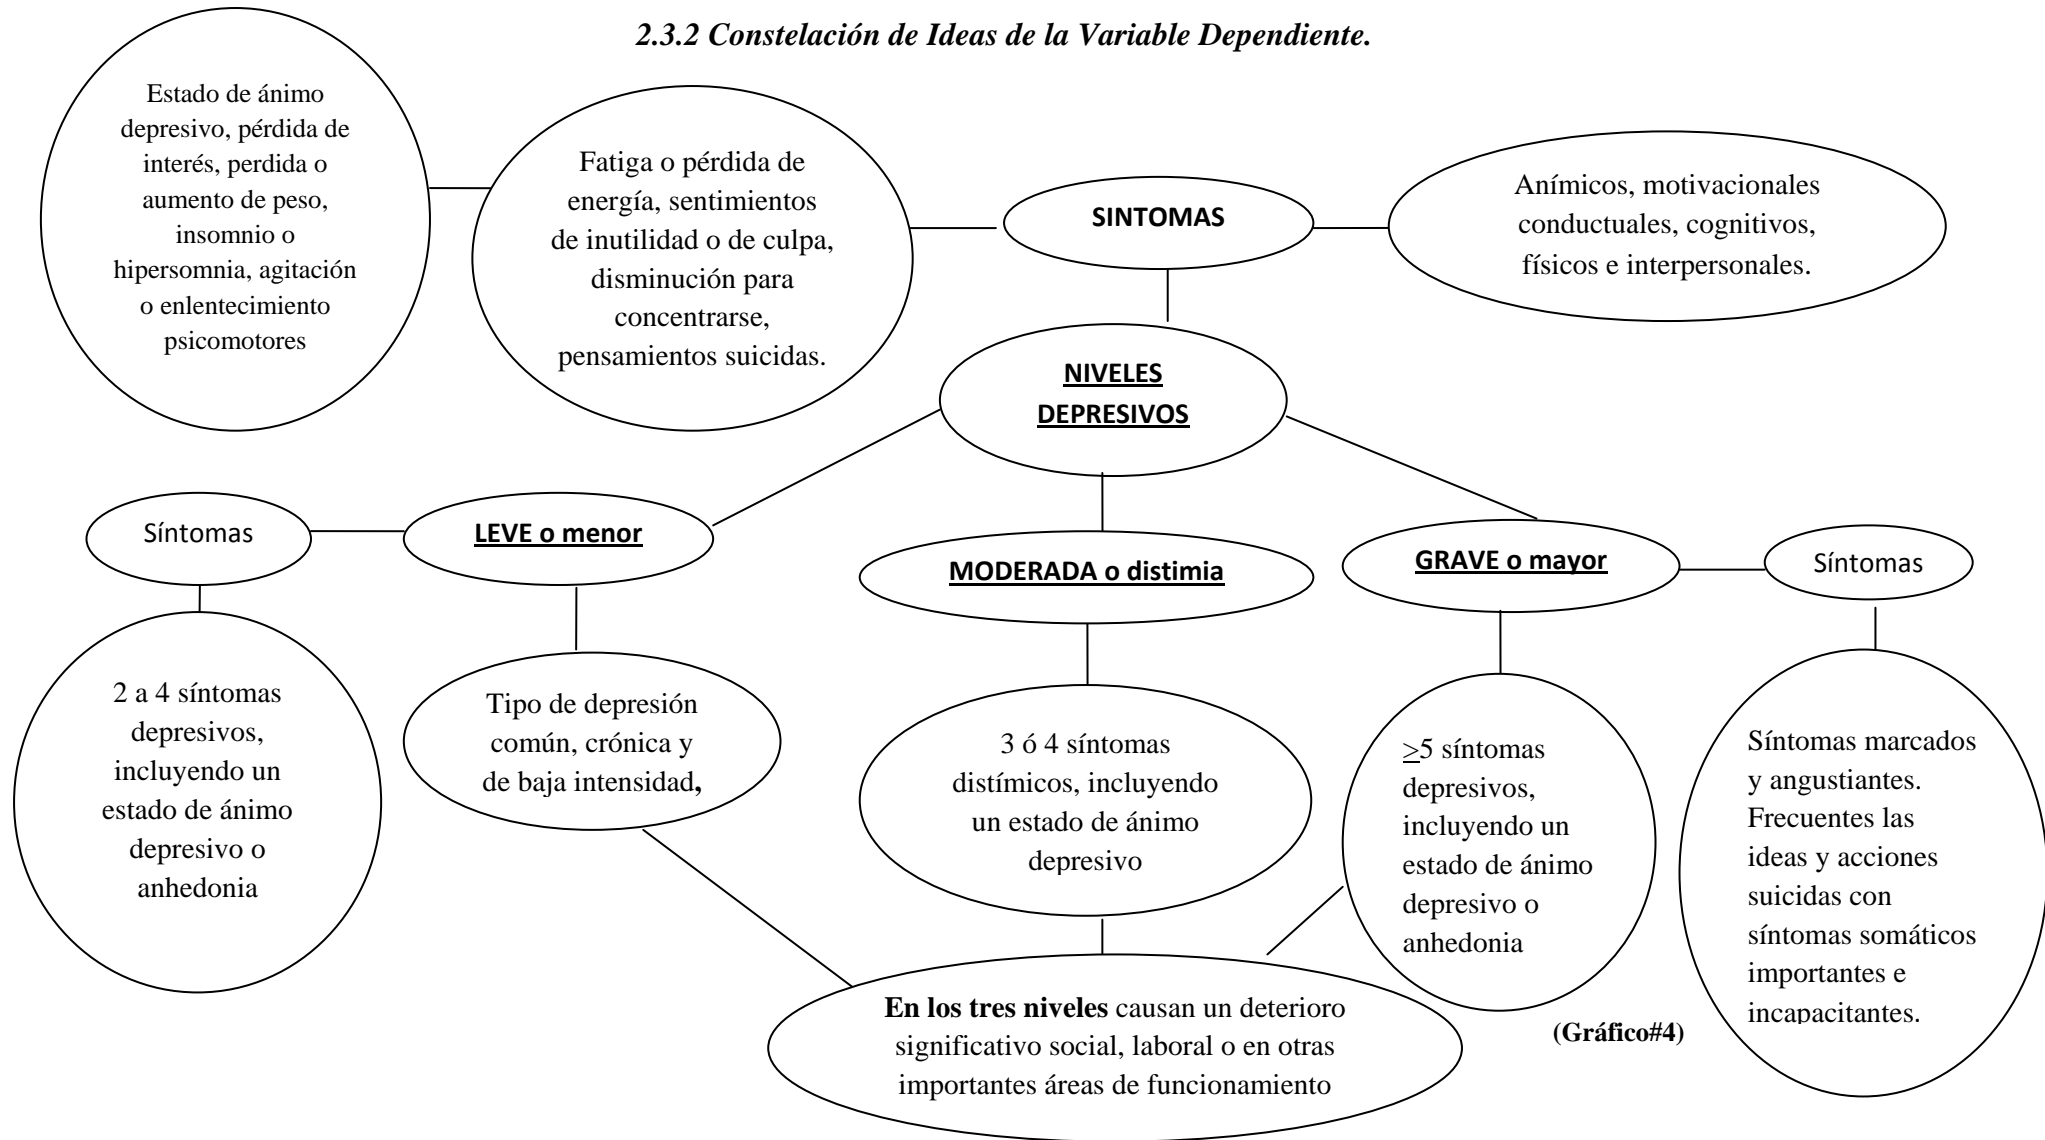 2.3.2 Constelación de Ideas de la Variable Dependiente.
Estado de ánimo
depresivo, pérdida de
interés, perdida o
aumento de peso,
insomnio o
hipersomnia, agitación
o enlentecimiento
psicomotores
Fatiga o pérdida de
energía, sentimientos
de inutilidad o de culpa,
disminución para
concentrarse,
pensamientos suicidas.
SINTOMAS
Anímicos, motivacionales
conductuales, cognitivos,
físicos e interpersonales.
NIVELES
DEPRESIVOS
Síntomas
LEVE o menor
MODERADA o distimia
GRAVE o mayor
Síntomas
2 a 4 síntomas
depresivos,
incluyendo un
estado de ánimo
depresivo o
anhedonia
Tipo de depresión
común, crónica y
de baja intensidad,
3 ó 4 síntomas
distímicos, incluyendo
un estado de ánimo
depresivo
≥5 síntomas
depresivos,
incluyendo un
estado de ánimo
depresivo o
anhedonia
Síntomas marcados
y angustiantes.
Frecuentes las
ideas y acciones
suicidas con
síntomas somáticos
importantes e
incapacitantes.
En los tres niveles causan un deterioro
significativo social, laboral o en otras
importantes áreas de funcionamiento
(Gráfico#4)